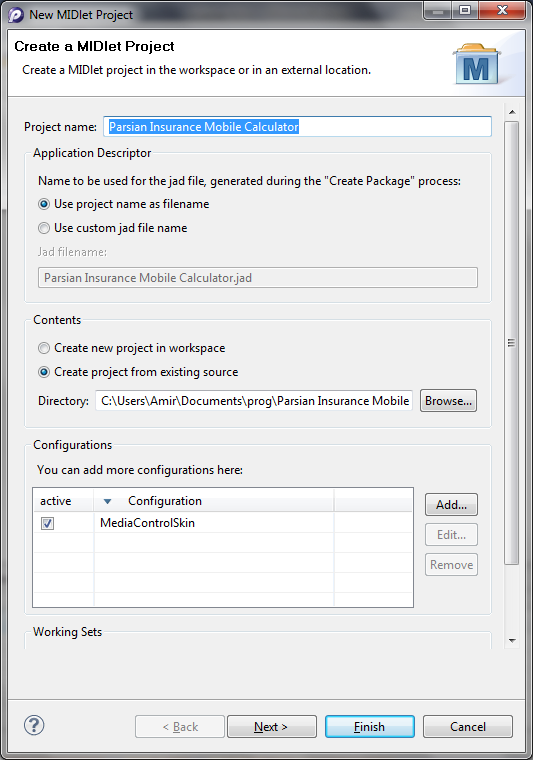 New MIDlet Project
Create a MIDlet Project
Create a MIDlet project in the workspace or in an external location.
M
Project name: Parsian Insurance Mobile Calculator
Application Descriptor
Name to be used for the jad file, generated during the "Create Package" process:
Use project name as filename
Use custom jad file name
Jad filename:
Parsian Insurance Mobile Calculator.jad
Contents
Create new project in workspace
Create project from existing source
Directory: C:\Users\Amir\Documents\prog\Parsian Insurance Mobile Browse...
Configurations
You can add more configurations here:
active Configuration
Add...
MediaControlSkin
Edit...
Remove
Working Sets
? < Back Next > Finish Cancel